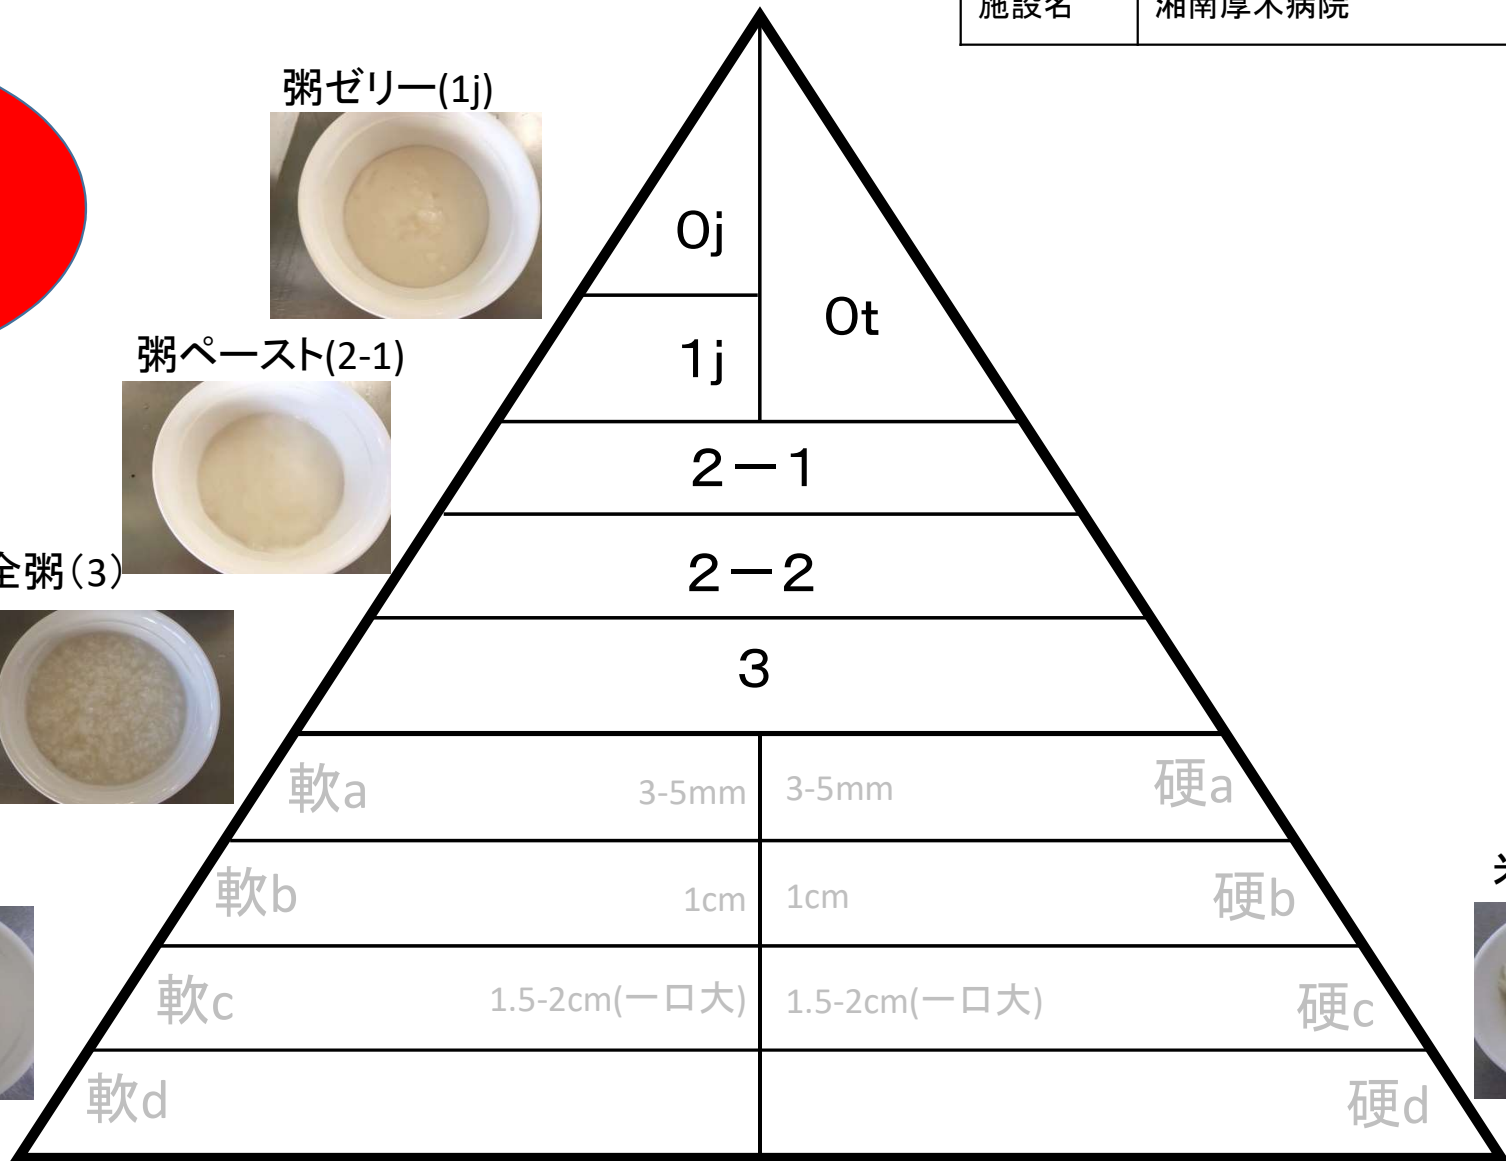 施設名 湘南厚木病院
粥ゼリー(1j)
0j
0t
1j
粥ペースト(2-1)
2－1
全粥（3）
2－2
3
軟a 3-5mm 3-5mm 硬a
軟b 1cm 1cm 硬b
軟c 1.5-2cm(一口大) 1.5-2cm(一口大) 硬c
軟d 硬d